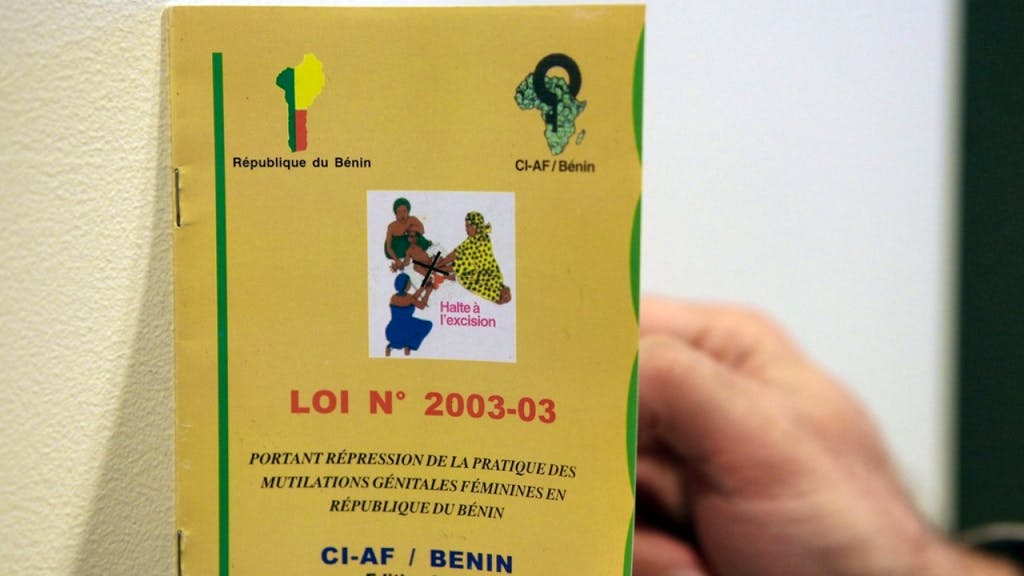 République du Bénin
CI-AF / Bénin
Halte à
l'excision
LOI N° 2003-03
PORTANT RÉPRESSION DE LA PRATIQUE DES
MUTILATIONS GÉNITALES FÉMININES EN
RÉPUBLIQUE DU BÉNIN
CI-AF / BENIN